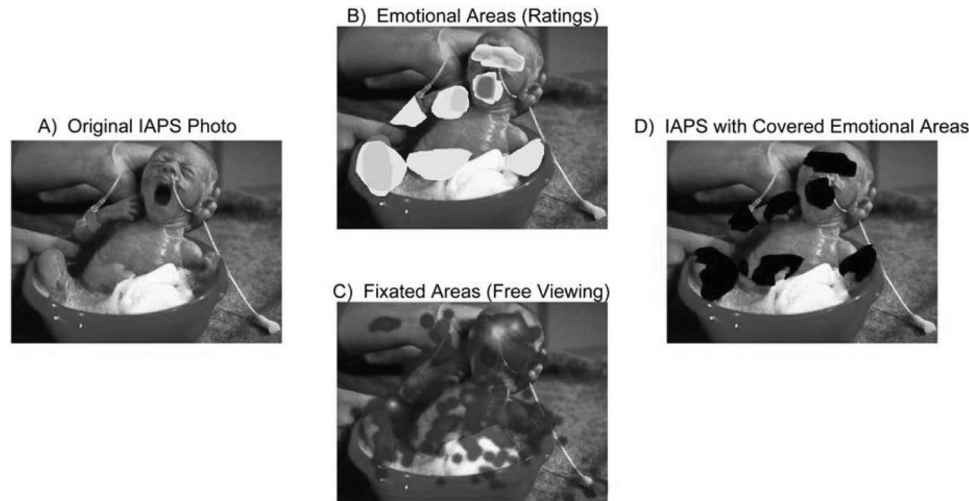 B) Emotional Areas (Ratings)
A) Original IAPS Photo
D) IAPS with Covered Emotional Areas
C) Fixated Areas (Free Viewing)